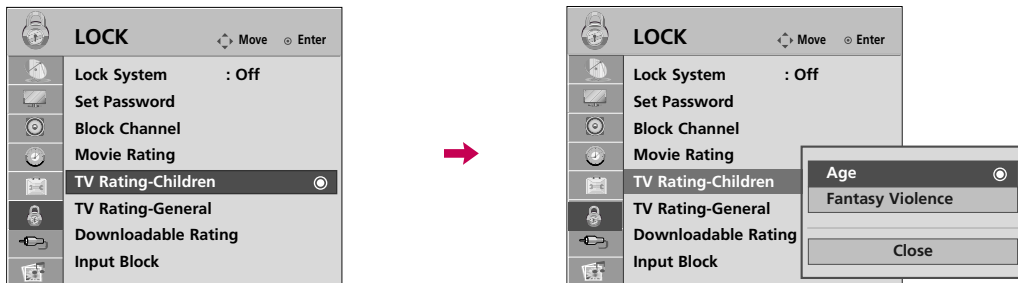 LOCK
Move
Enter
Lock System : Off
Set Password
Block Channel
Movie Rating
TV Rating-Children
TV Rating-General
Downloadable Rating
Input Block
LOCK
Move
Enter
Lock System : Off
Set Password
Block Channel
Movie Rating
TV Rating-Children
TV Rating-General
Downloadable Rating
Input Block
Age
Fantasy Violence
Close